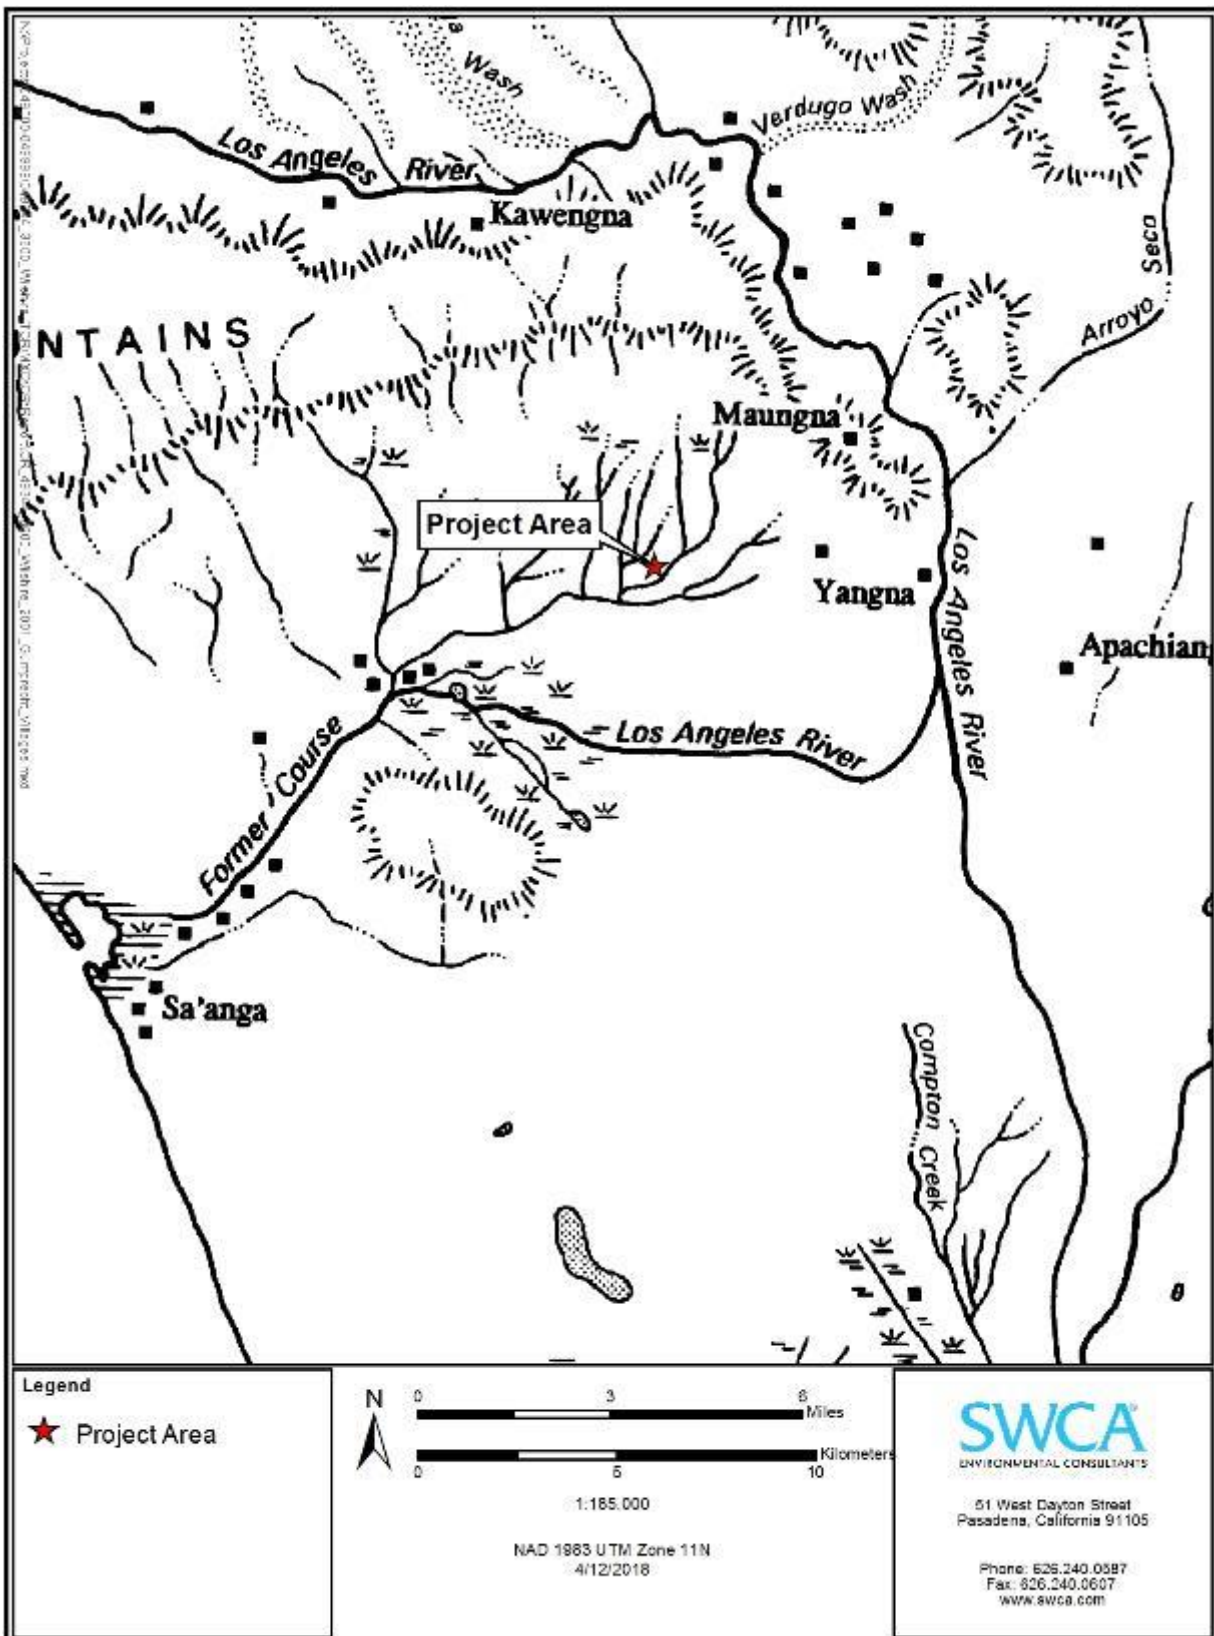 a
Wash
Verdugo Wash
Los Angeles River
Kawengna
Arroyo Seco
NTAINS
Maungna
Project Area
Yangna
Los Angeles River
Apachian
Los Angeles River
Former Course
Sa'anga
Compton Creek
Legend
Project Area
N
0 3 6
Miles
Kilometers
0 5 10
1:185,000
NAD 1983 UTM Zone 11N
4/12/2018
SWCA
ENVIRONMENTAL CONSULTANTS
51 West Dayton Street
Pasadena, California 91105
Phone: 626.240.0587
Fax: 626.240.0607
www.swca.com